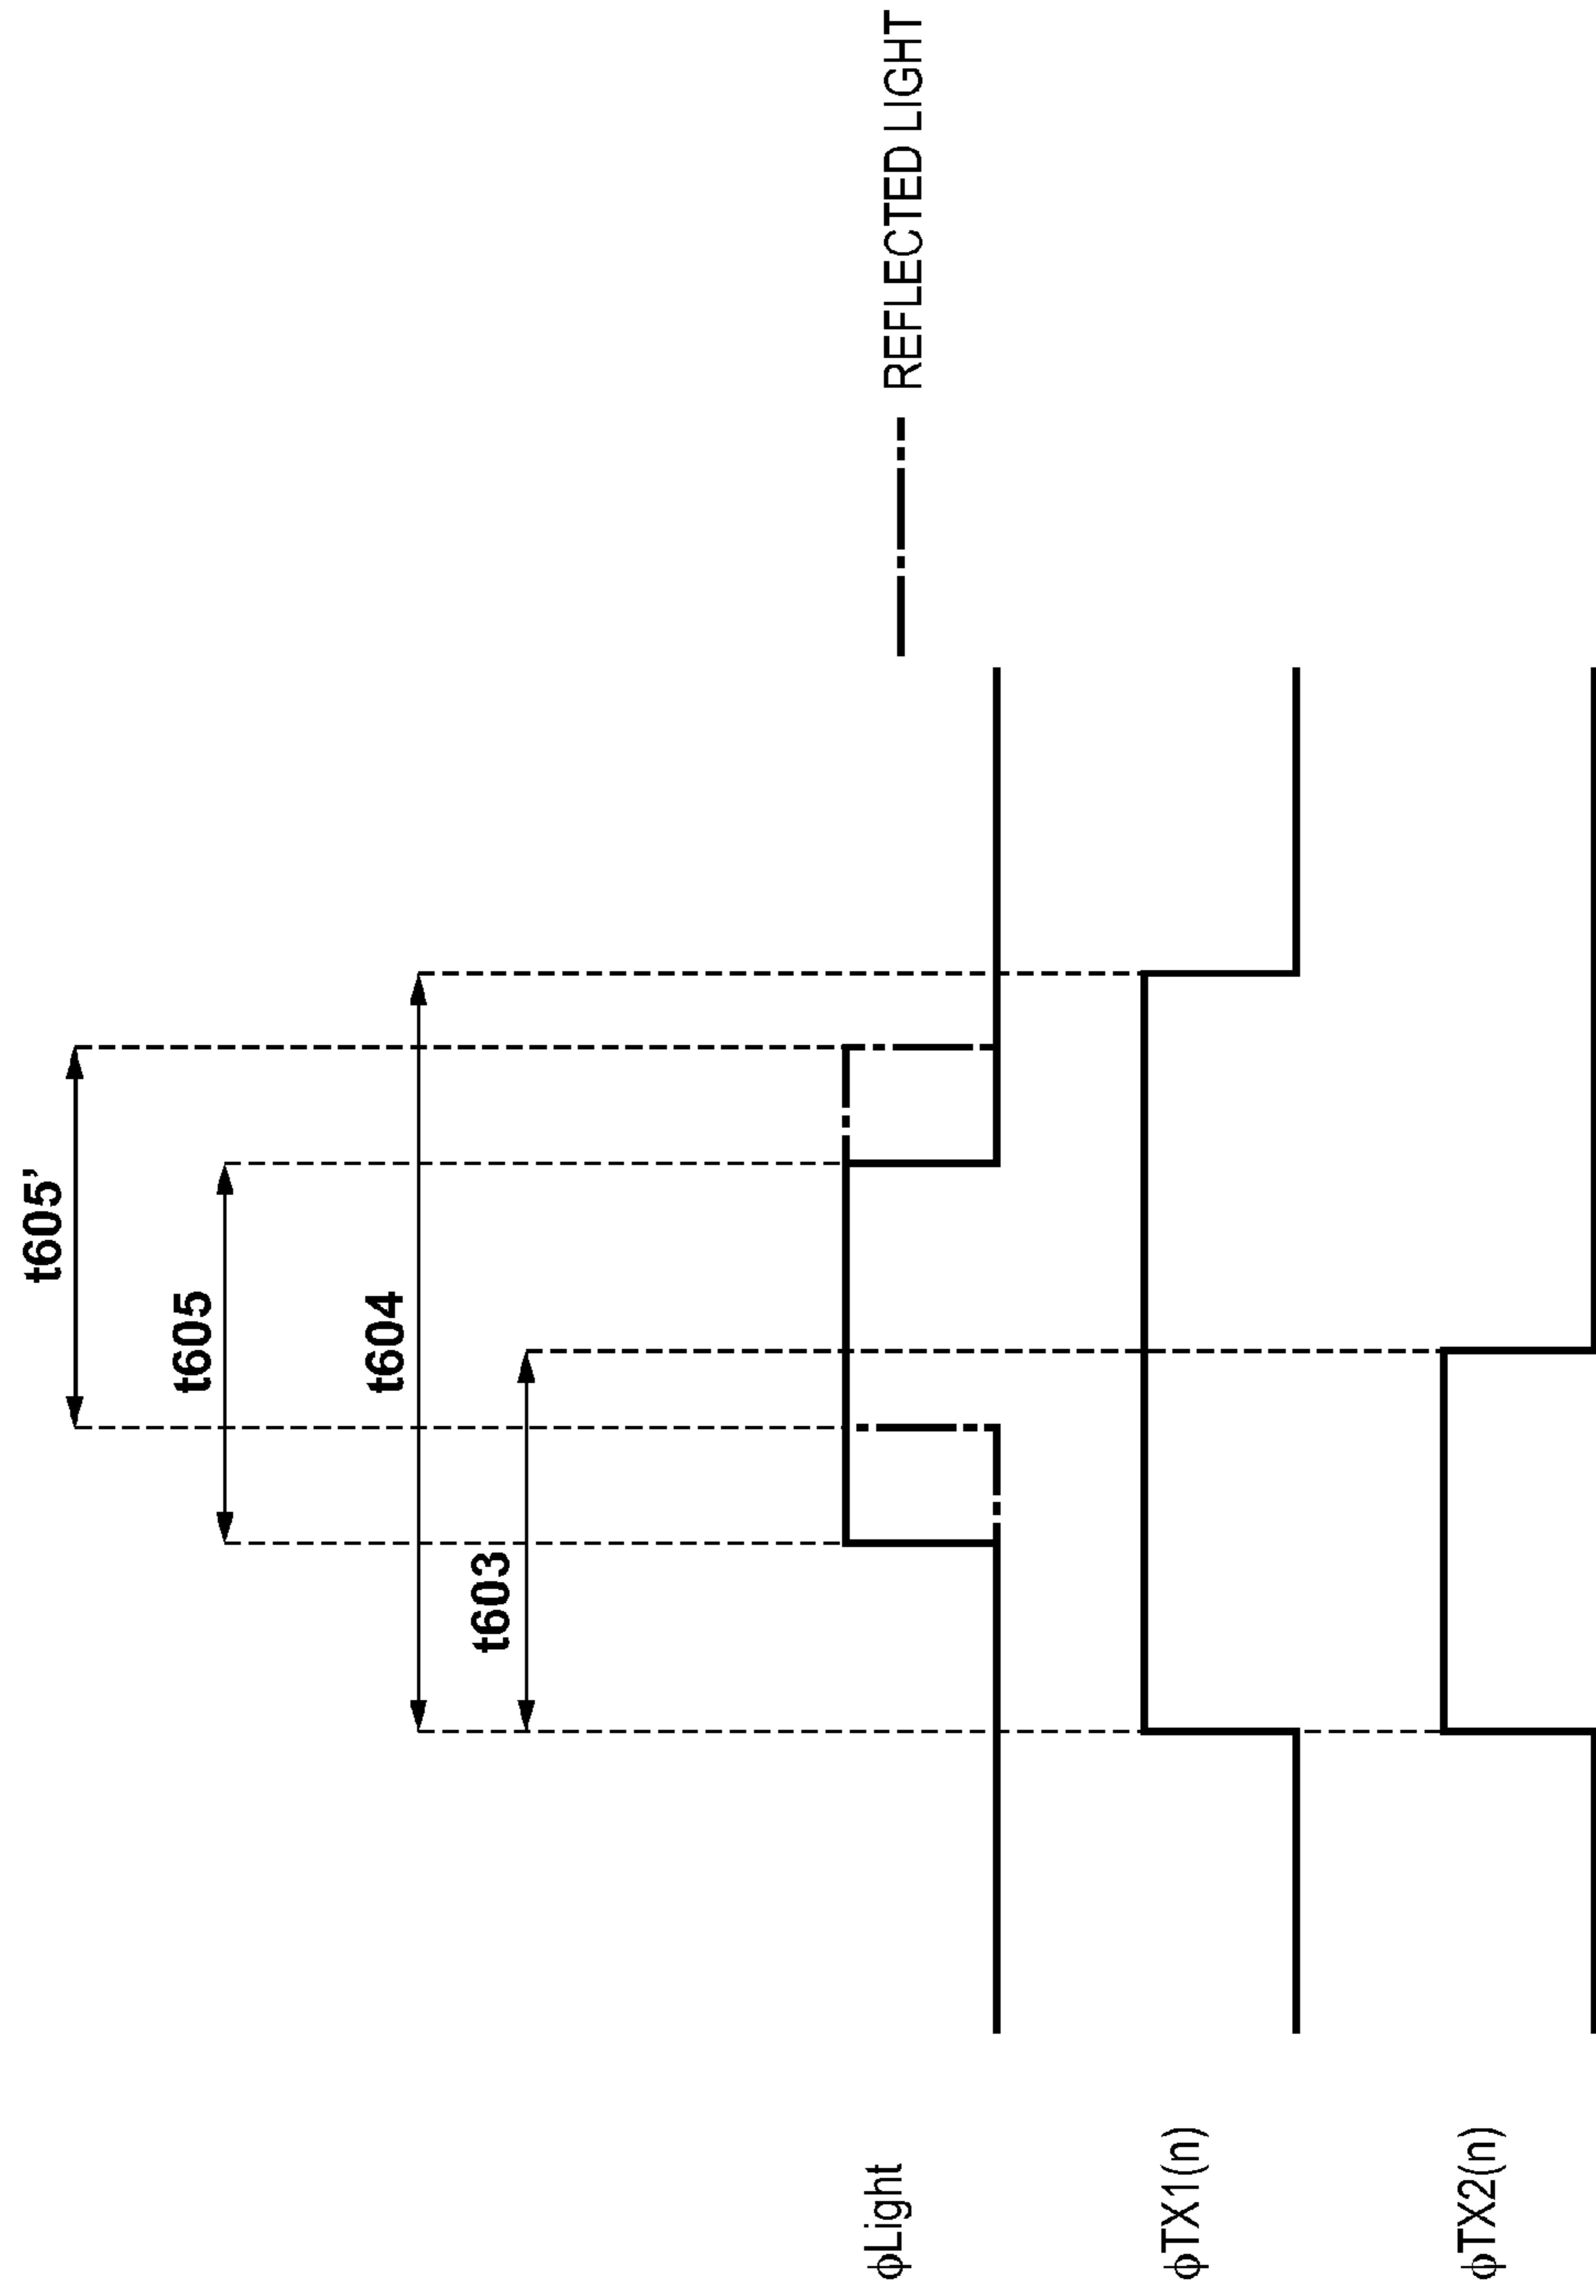 t605’
t605
t604
t603
REFLECTED LIGHT
ϕLight
ϕTX1(n)
ϕTX2(n)